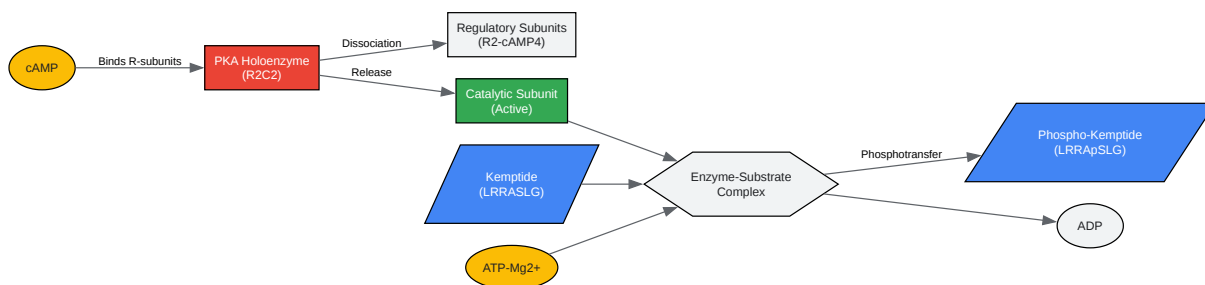 cAMP
Binds R-subunits
PKA Holoenzyme
(R2C2)
Dissociation
Release
Regulatory Subunits
(R2-cAMP4)
Catalytic Subunit
(Active)
Kemptide
(LRRASLG)
ATP-Mg2+
Enzyme-Substrate
Complex
Phosphotransfer
Phospho-Kemptide
(LRRApSLG)
ADP